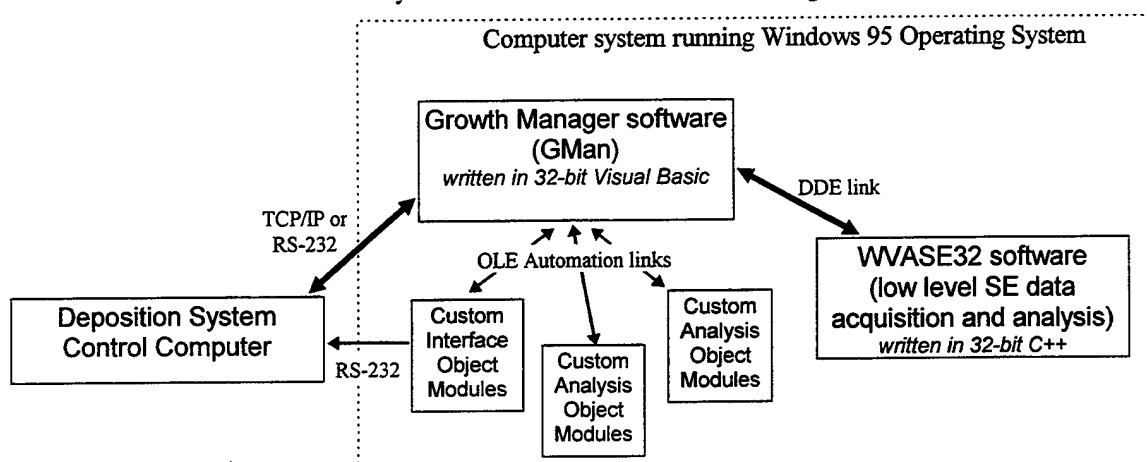 Computer system running Windows 95 Operating System
Growth Manager software
(GMan)
written in 32-bit Visual Basic
DDE link
TCP/IP or
RS-232
OLE Automation links
WVASE32 software
(low level SE data
acquisition and analysis)
written in 32-bit C++
Deposition System
Control Computer
RS-232
Custom
Interface
Object
Modules
Custom
Analysis
Object
Modules
Custom
Analysis
Object
Modules